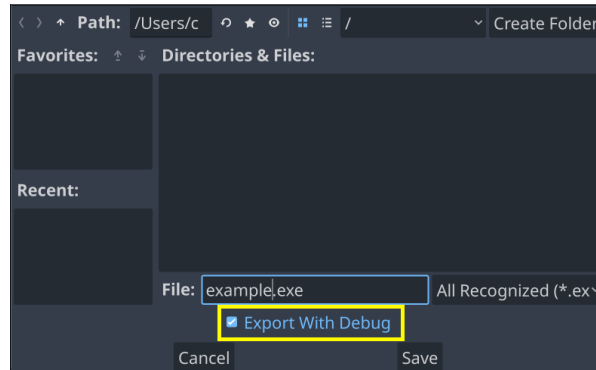 Path: /Users/c / Create Folder
Favorites: Directories & Files:
Recent:
File: example.exe All Recognized (*.ex
Export With Debug
Cancel Save